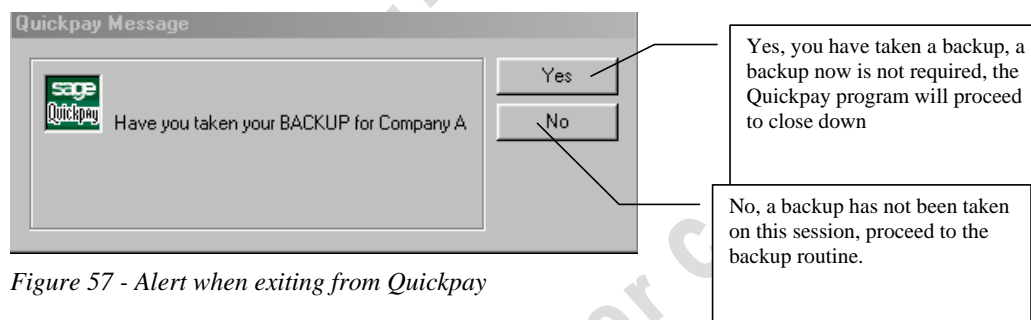 Quickpay Message
sage
Quickpay
Have you taken your BACKUP for Company A
Yes
No
Yes, you have taken a backup, a
backup now is not required, the
Quickpay program will proceed
to close down
No, a backup has not been taken
on this session, proceed to the
backup routine.
Figure 57 - Alert when exiting from Quickpay